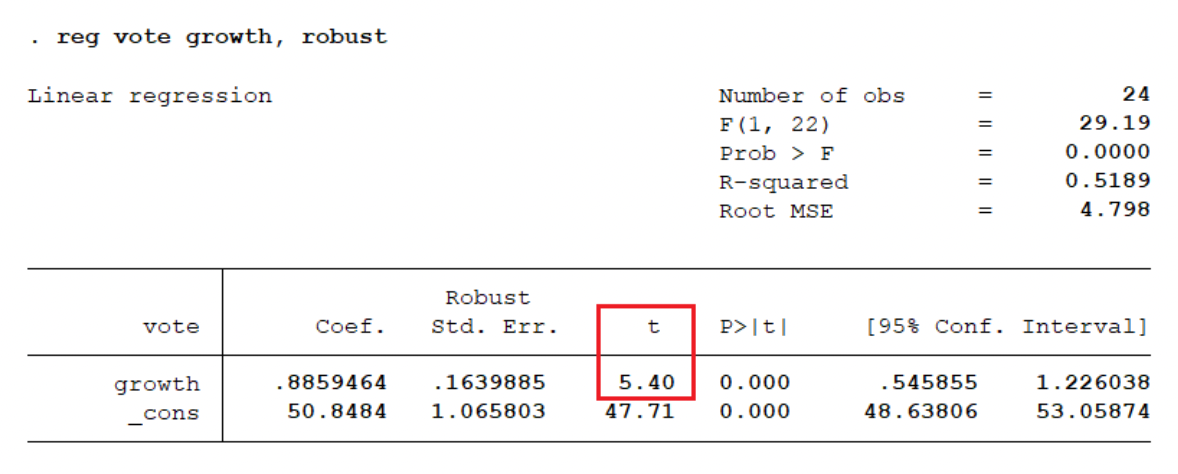 . reg vote growth, robust
Linear regression Number of obs = 24
F(1, 22) = 29.19
Prob > F = 0.0000
R-squared = 0.5189
Root MSE = 4.798
Robust
vote Coef. Std. Err. t P>|t| [95% Conf. Interval]
growth .8859464 .1639885 5.40 0.000 .545855 1.226038
_cons 50.8484 1.065803 47.71 0.000 48.63806 53.05874